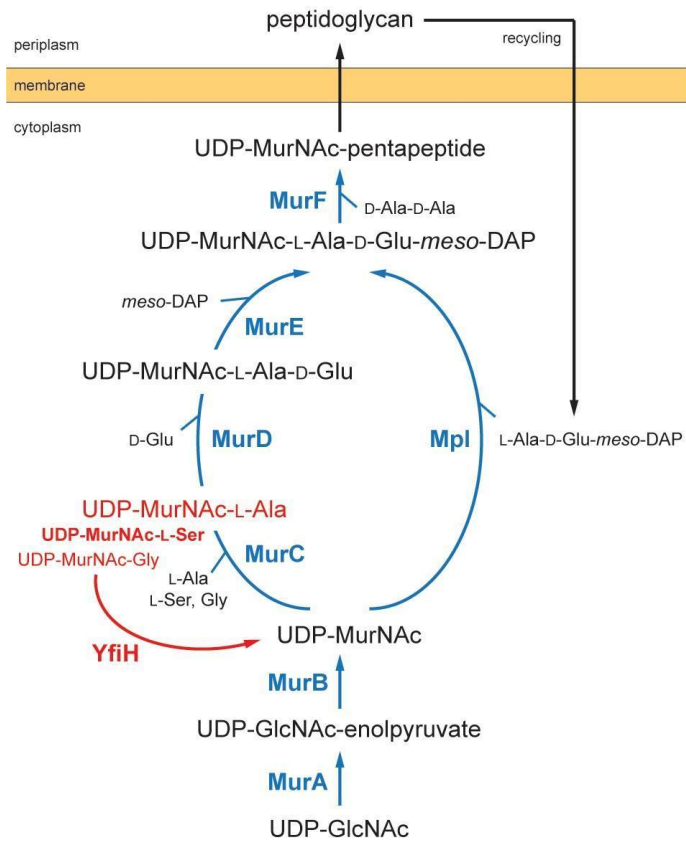 peptidoglycan
periplasm
recycling
membrane
cytoplasm
UDP-MurNAc-pentapeptide
MurF
D-Ala-D-Ala
UDP-MurNAc-L-Ala-D-Glu-meso-DAP
meso-DAP
MurE
UDP-MurNAc-L-Ala-D-Glu
D-Glu
MurD
Mpl
L-Ala-D-Glu-meso-DAP
UDP-MurNAc-L-Ala
UDP-MurNAc-L-Ser
UDP-MurNAc-Gly
MurC
L-Ala
L-Ser, Gly
UDP-MurNAc
YfiH
MurB
UDP-GlcNAc-enolpyruvate
MurA
UDP-GlcNAc